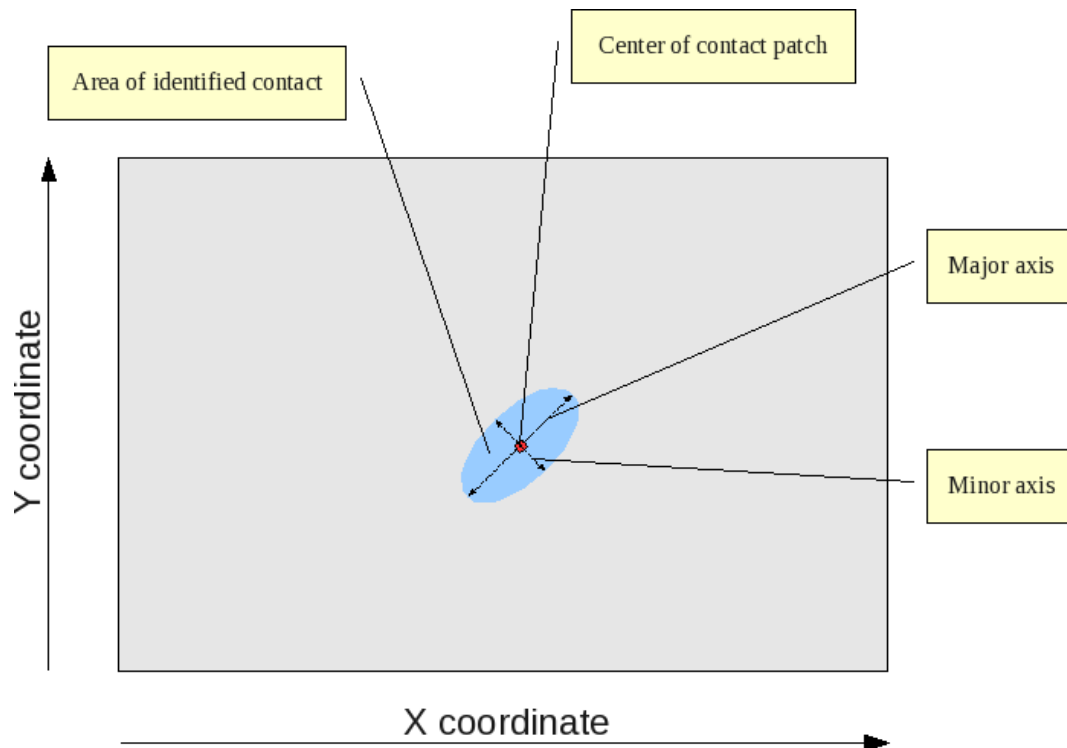 Center of contact patch
Area of identified contact
Major axis
Minor axis
Y coordinate
X coordinate